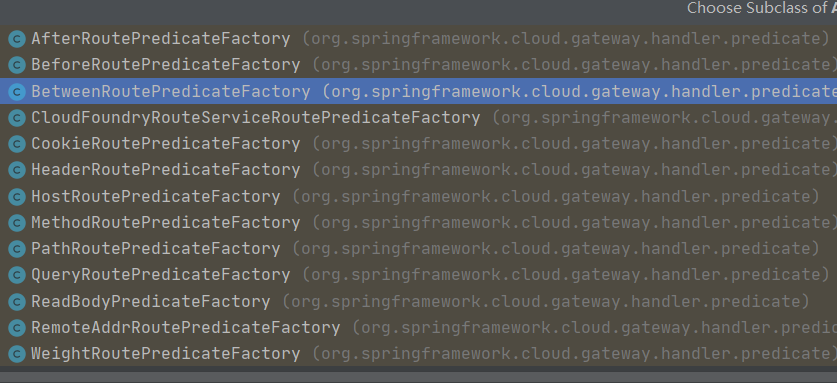 Choose Subclass of A
AfterRoutePredicateFactory (org.springframework.cloud.gateway.handler.predicate)
BeforeRoutePredicateFactory (org.springframework.cloud.gateway.handler.predicate)
BetweenRoutePredicateFactory (org.springframework.cloud.gateway.handler.predicate
CloudFoundryRouteServiceRoutePredicateFactory (org.springframework.cloud.gateway.
CookieRoutePredicateFactory (org.springframework.cloud.gateway.handler.predicate)
HeaderRoutePredicateFactory (org.springframework.cloud.gateway.handler.predicate)
HostRoutePredicateFactory (org.springframework.cloud.gateway.handler.predicate)
MethodRoutePredicateFactory (org.springframework.cloud.gateway.handler.predicate)
PathRoutePredicateFactory (org.springframework.cloud.gateway.handler.predicate)
QueryRoutePredicateFactory (org.springframework.cloud.gateway.handler.predicate)
ReadBodyPredicateFactory (org.springframework.cloud.gateway.handler.predicate)
RemoteAddrRoutePredicateFactory (org.springframework.cloud.gateway.handler.predic
WeightRoutePredicateFactory (org.springframework.cloud.gateway.handler.predicate)